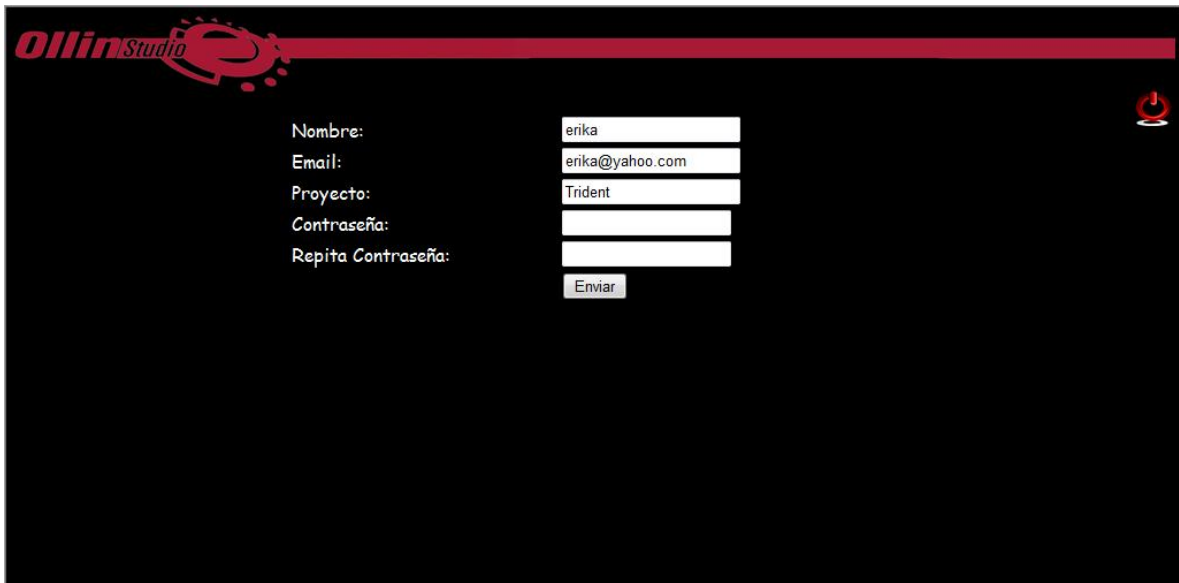 Ollin Studio
Nombre: erika
Email: erika@yahoo.com
Proyecto: Trident
Contraseña:
Repita Contraseña:
Enviar